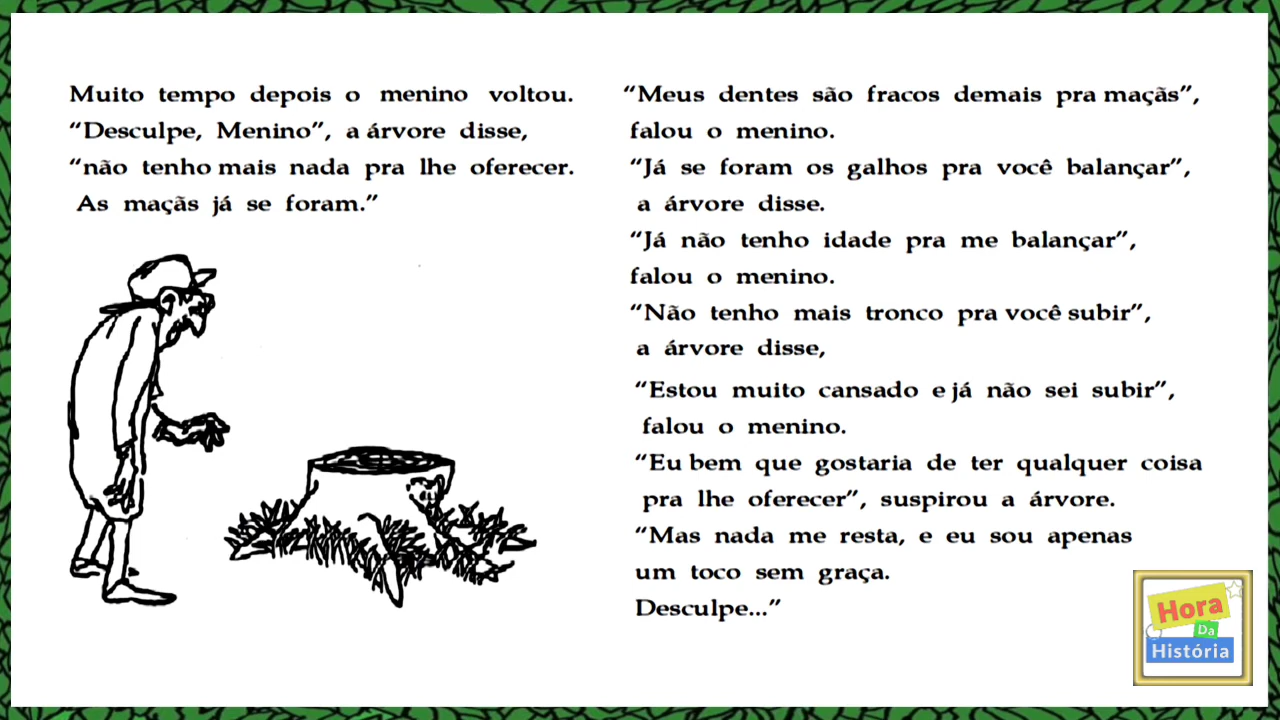 Muito tempo depois o menino voltou.
“Desculpe, Menino”, a árvore disse,
“não tenho mais nada pra lhe oferecer.
As maçãs já se foram.”
“Meus dentes são fracos demais pra maçãs”,
falou o menino.
“Já se foram os galhos pra você balançar”,
a árvore disse.
“Já não tenho idade pra me balançar”,
falou o menino.
“Não tenho mais tronco pra você subir”,
a árvore disse,
“Estou muito cansado e já não sei subir”,
falou o menino.
“Eu bem que gostaria de ter qualquer coisa
pra lhe oferecer”, suspirou a árvore.
“Mas nada me resta, e eu sou apenas
um toco sem graça.
Desculpe...”
Hora
Da
História